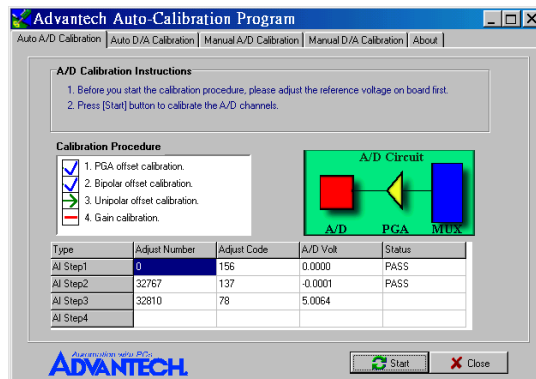 Advantech Auto-Calibration Program
Auto A/D Calibration Auto D/A Calibration Manual A/D Calibration Manual D/A Calibration About
A/D Calibration Instructions
1. Before you start the calibration procedure, please adjust the reference voltage on board first.
2. Press [Start] button to calibrate the A/D channels.
Calibration Procedure
1. PGA offset calibration.
2. Bipolar offset calibration.
3. Unipolar offset calibration.
4. Gain calibration.
A/D Circuit
A/D PGA MUX
Type Adjust Number Adjust Code A/D Volt Status
AI Step1 0 156 0.0000 PASS
AI Step2 32767 137 -0.0001 PASS
AI Step3 32810 78 5.0064
AI Step4
Automation with PCs
ADVANTECH
Start Close